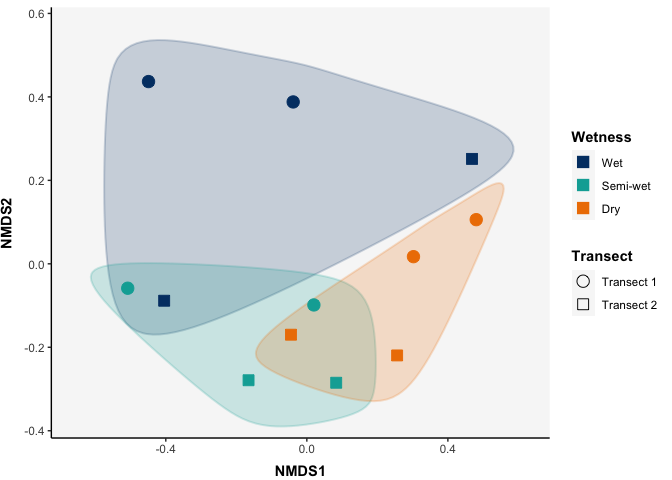 0.6
0.4
0.2
0.0
-0.2
-0.4
NMDS2
-0.4 0.0 0.4
NMDS1
Wetness
Wet
Semi-wet
Dry
Transect
Transect 1
Transect 2